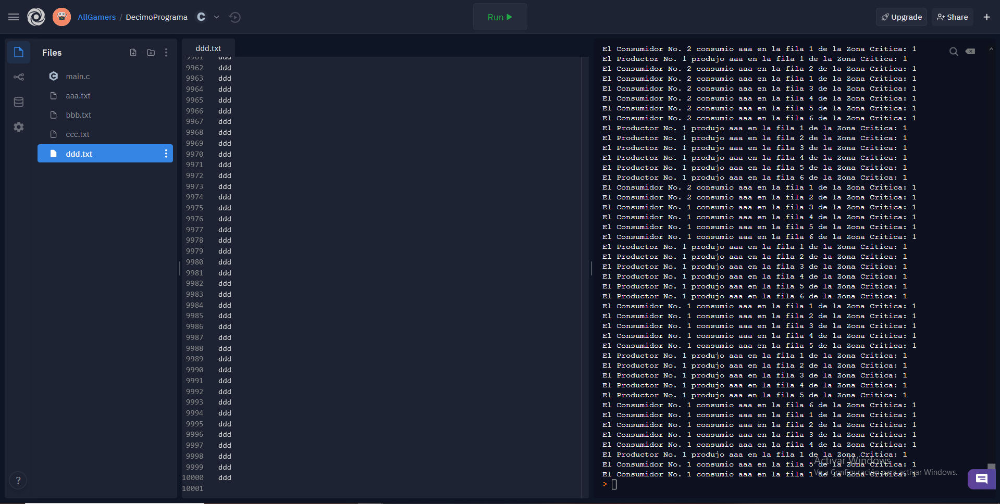 AllGamers / DecimoPrograma C
Run
Upgrade
Share
Files
main.c
aaa.txt
bbb.txt
ccc.txt
ddd.txt
ddd.txt
9961 ddd
9962 ddd
9963 ddd
9964 ddd
9965 ddd
9966 ddd
9967 ddd
9968 ddd
9969 ddd
9970 ddd
9971 ddd
9972 ddd
9973 ddd
9974 ddd
9975 ddd
9976 ddd
9977 ddd
9978 ddd
9979 ddd
9980 ddd
9981 ddd
9982 ddd
9983 ddd
9984 ddd
9985 ddd
9986 ddd
9987 ddd
9988 ddd
9989 ddd
9990 ddd
9991 ddd
9992 ddd
9993 ddd
9994 ddd
9995 ddd
9996 ddd
9997 ddd
9998 ddd
9999 ddd
10000 ddd
10001
El Consumidor No. 2 consumio aaa en la fila 1 de la Zona Critica: 1
El Productor No. 1 produjo aaa en la fila 1 de la Zona Critica: 1
El Consumidor No. 2 consumio aaa en la fila 2 de la Zona Critica: 1
El Consumidor No. 2 consumio aaa en la fila 1 de la Zona Critica: 1
El Consumidor No. 2 consumio aaa en la fila 3 de la Zona Critica: 1
El Consumidor No. 2 consumio aaa en la fila 4 de la Zona Critica: 1
El Consumidor No. 2 consumio aaa en la fila 5 de la Zona Critica: 1
El Consumidor No. 2 consumio aaa en la fila 6 de la Zona Critica: 1
El Productor No. 1 produjo aaa en la fila 1 de la Zona Critica: 1
El Productor No. 1 produjo aaa en la fila 2 de la Zona Critica: 1
El Productor No. 1 produjo aaa en la fila 3 de la Zona Critica: 1
El Productor No. 1 produjo aaa en la fila 4 de la Zona Critica: 1
El Productor No. 1 produjo aaa en la fila 5 de la Zona Critica: 1
El Productor No. 1 produjo aaa en la fila 6 de la Zona Critica: 1
El Consumidor No. 2 consumio aaa en la fila 1 de la Zona Critica: 1
El Consumidor No. 2 consumio aaa en la fila 2 de la Zona Critica: 1
El Consumidor No. 1 consumio aaa en la fila 3 de la Zona Critica: 1
El Consumidor No. 1 consumio aaa en la fila 4 de la Zona Critica: 1
El Consumidor No. 1 consumio aaa en la fila 5 de la Zona Critica: 1
El Consumidor No. 1 consumio aaa en la fila 6 de la Zona Critica: 1
El Productor No. 1 produjo aaa en la fila 1 de la Zona Critica: 1
El Productor No. 1 produjo aaa en la fila 2 de la Zona Critica: 1
El Productor No. 1 produjo aaa en la fila 3 de la Zona Critica: 1
El Productor No. 1 produjo aaa en la fila 4 de la Zona Critica: 1
El Productor No. 1 produjo aaa en la fila 5 de la Zona Critica: 1
El Productor No. 1 produjo aaa en la fila 6 de la Zona Critica: 1
El Consumidor No. 1 consumio aaa en la fila 1 de la Zona Critica: 1
El Consumidor No. 1 consumio aaa en la fila 2 de la Zona Critica: 1
El Consumidor No. 1 consumio aaa en la fila 3 de la Zona Critica: 1
El Consumidor No. 1 consumio aaa en la fila 4 de la Zona Critica: 1
El Consumidor No. 1 consumio aaa en la fila 5 de la Zona Critica: 1
El Productor No. 1 produjo aaa en la fila 1 de la Zona Critica: 1
El Productor No. 1 produjo aaa en la fila 2 de la Zona Critica: 1
El Productor No. 1 produjo aaa en la fila 3 de la Zona Critica: 1
El Productor No. 1 produjo aaa en la fila 4 de la Zona Critica: 1
El Productor No. 1 produjo aaa en la fila 5 de la Zona Critica: 1
El Consumidor No. 1 consumio aaa en la fila 6 de la Zona Critica: 1
El Consumidor No. 1 consumio aaa en la fila 1 de la Zona Critica: 1
El Consumidor No. 1 consumio aaa en la fila 2 de la Zona Critica: 1
El Consumidor No. 1 consumio aaa en la fila 3 de la Zona Critica: 1
El Consumidor No. 1 consumio aaa en la fila 4 de la Zona Critica: 1
El Productor No. 1 produjo aaa en la fila 1 de la Zona Critica: 1
El Consumidor No. 1 consumio aaa en la fila 5 de la Zona Critica: 1
El Consumidor No. 1 consumio aaa en la fila 1 de la Zona Critica: 1
>
Activar Windows
Ve a Configuración para activar Windows.
?